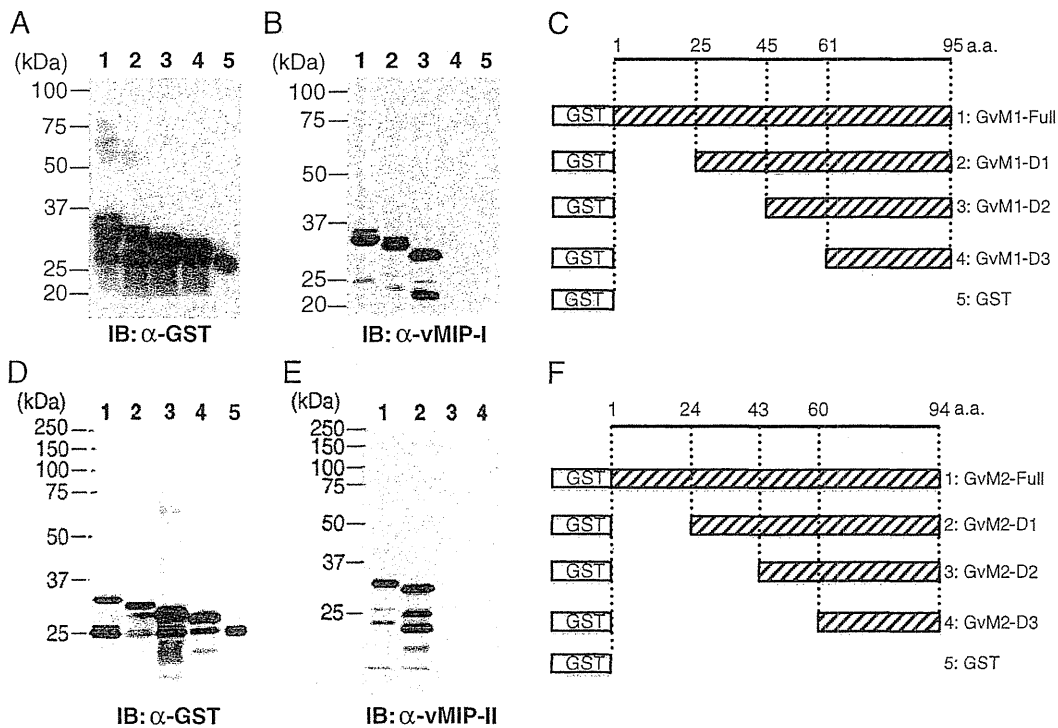 A
(kDa) 1 2 3 4 5
100
75
50
37
25
20
IB: α-GST
B
(kDa) 1 2 3 4 5
100
75
50
37
25
20
IB: α-vMIP-I
C
1 25 45 61 95 a.a.
GST 1: GvM1-Full
GST 2: GvM1-D1
GST 3: GvM1-D2
GST 4: GvM1-D3
GST 5: GST
D
(kDa) 1 2 3 4 5
250
150
100
75
50
37
25
IB: α-GST
E
(kDa) 1 2 3 4
250
150
100
75
50
37
25
IB: α-vMIP-II
F
1 24 43 60 94 a.a.
GST 1: GvM2-Full
GST 2: GvM2-D1
GST 3: GvM2-D2
GST 4: GvM2-D3
GST 5: GST